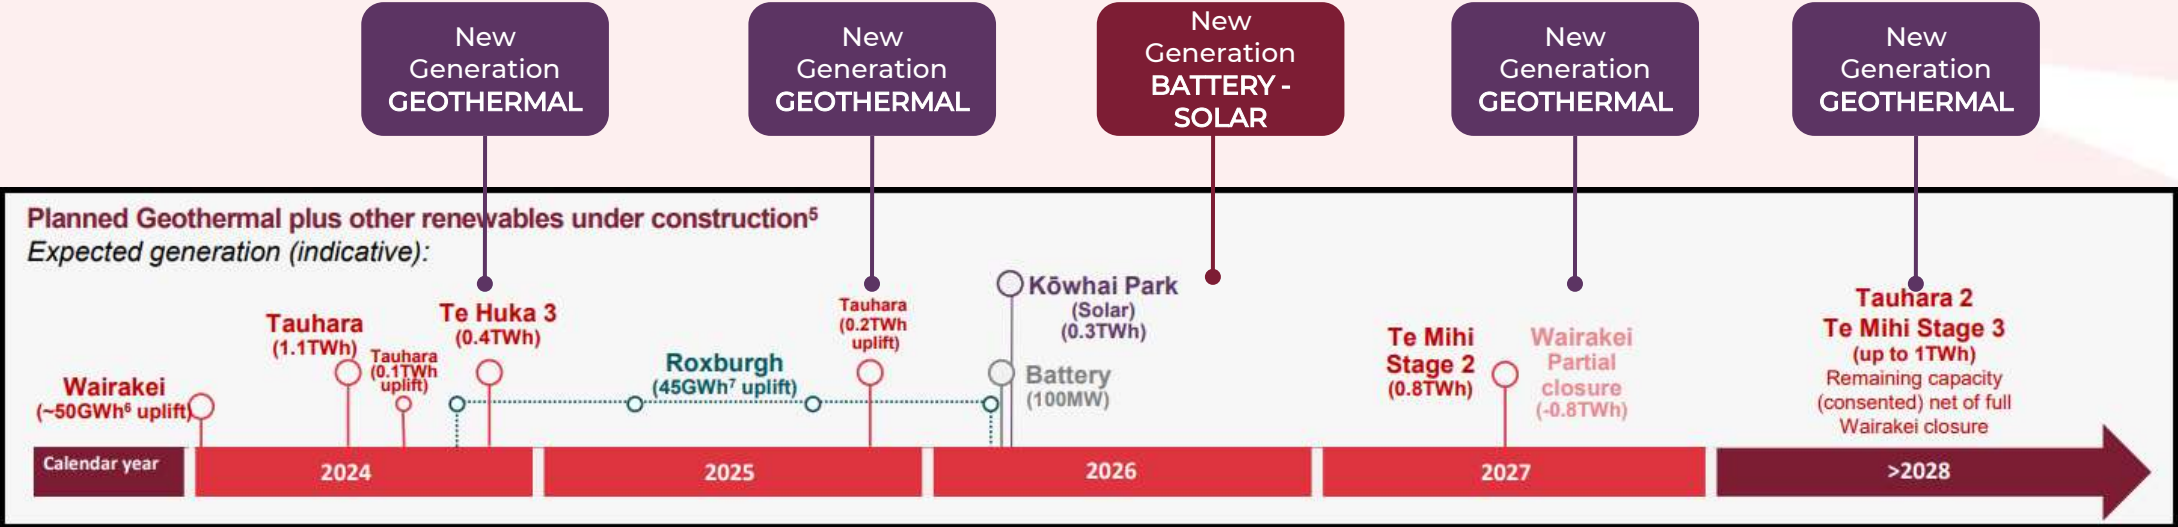 New
Generation
GEOTHERMAL
New
Generation
GEOTHERMAL
New
Generation
BATTERY -
SOLAR
New
Generation
GEOTHERMAL
New
Generation
GEOTHERMAL
Planned Geothermal plus other renewables under construction⁵
Expected generation (indicative):
Wairakei
(~50GWh⁶ uplift)
Tauhara
(1.1TWh)
Tauhara
(0.1TWh
uplift)
Te Huka 3
(0.4TWh)
Roxburgh
(45GWh⁷ uplift)
Tauhara
(0.2TWh
uplift)
Kōwhai Park
(Solar)
(0.3TWh)
Battery
(100MW)
Te Mihi
Stage 2
(0.8TWh)
Wairakei
Partial
closure
(-0.8TWh)
Tauhara 2
Te Mihi Stage 3
(up to 1TWh)
Remaining capacity
(consented) net of full
Wairakei closure
Calendar year
2024
2025
2026
2027
>2028